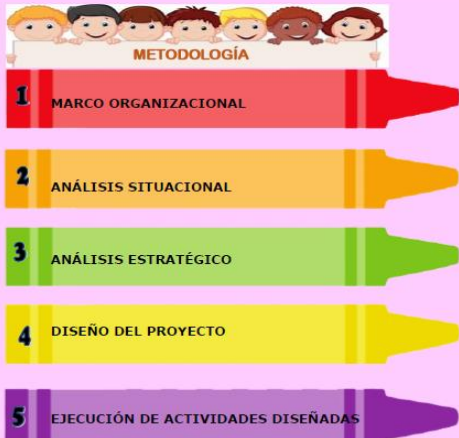 METODOLOGÍA
1 MARCO ORGANIZACIONAL
2 ANÁLISIS SITUACIONAL
3 ANÁLISIS ESTRATÉGICO
4 DISEÑO DEL PROYECTO
5 EJECUCIÓN DE ACTIVIDADES DISEÑADAS